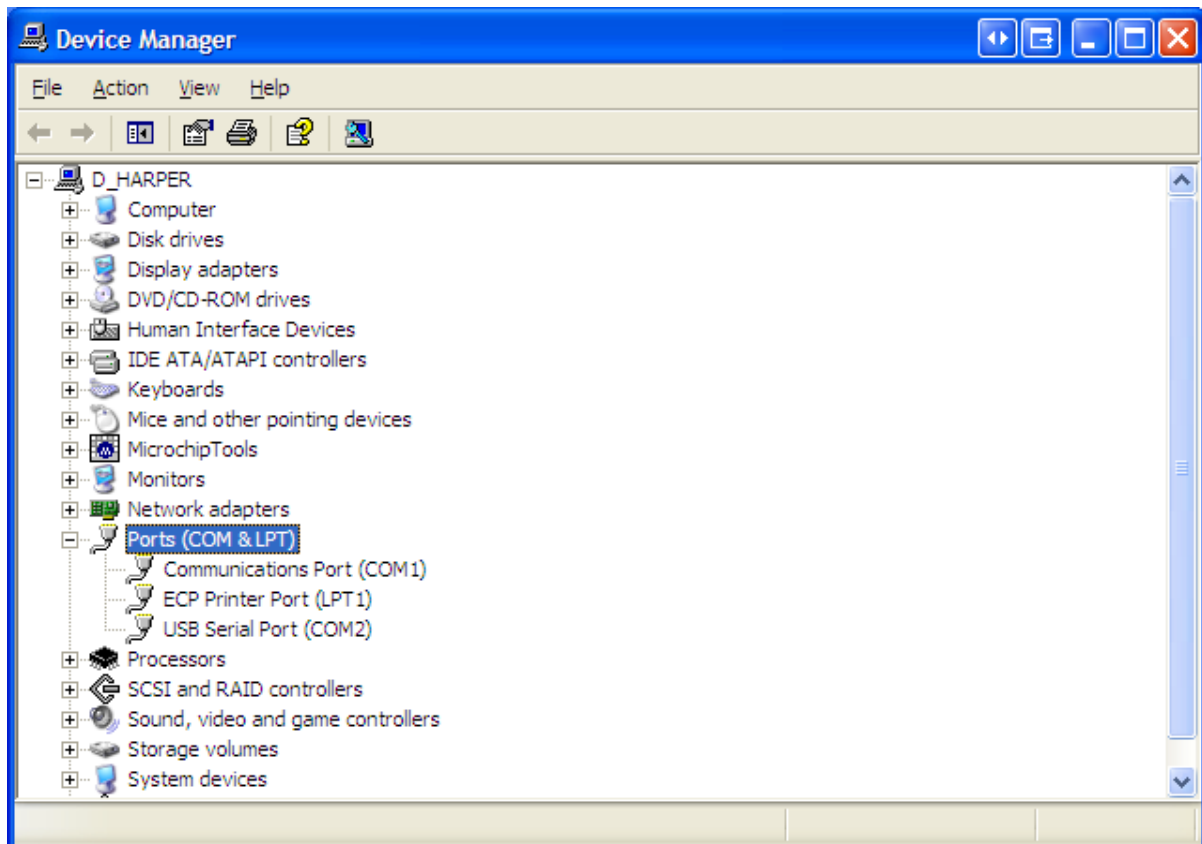 Device Manager
File Action View Help
D_HARPER
Computer
Disk drives
Display adapters
DVD/CD-ROM drives
Human Interface Devices
IDE ATA/ATAPI controllers
Keyboards
Mice and other pointing devices
MicrochipTools
Monitors
Network adapters
Ports (COM & LPT)
Communications Port (COM1)
ECP Printer Port (LPT1)
USB Serial Port (COM2)
Processors
SCSI and RAID controllers
Sound, video and game controllers
Storage volumes
System devices